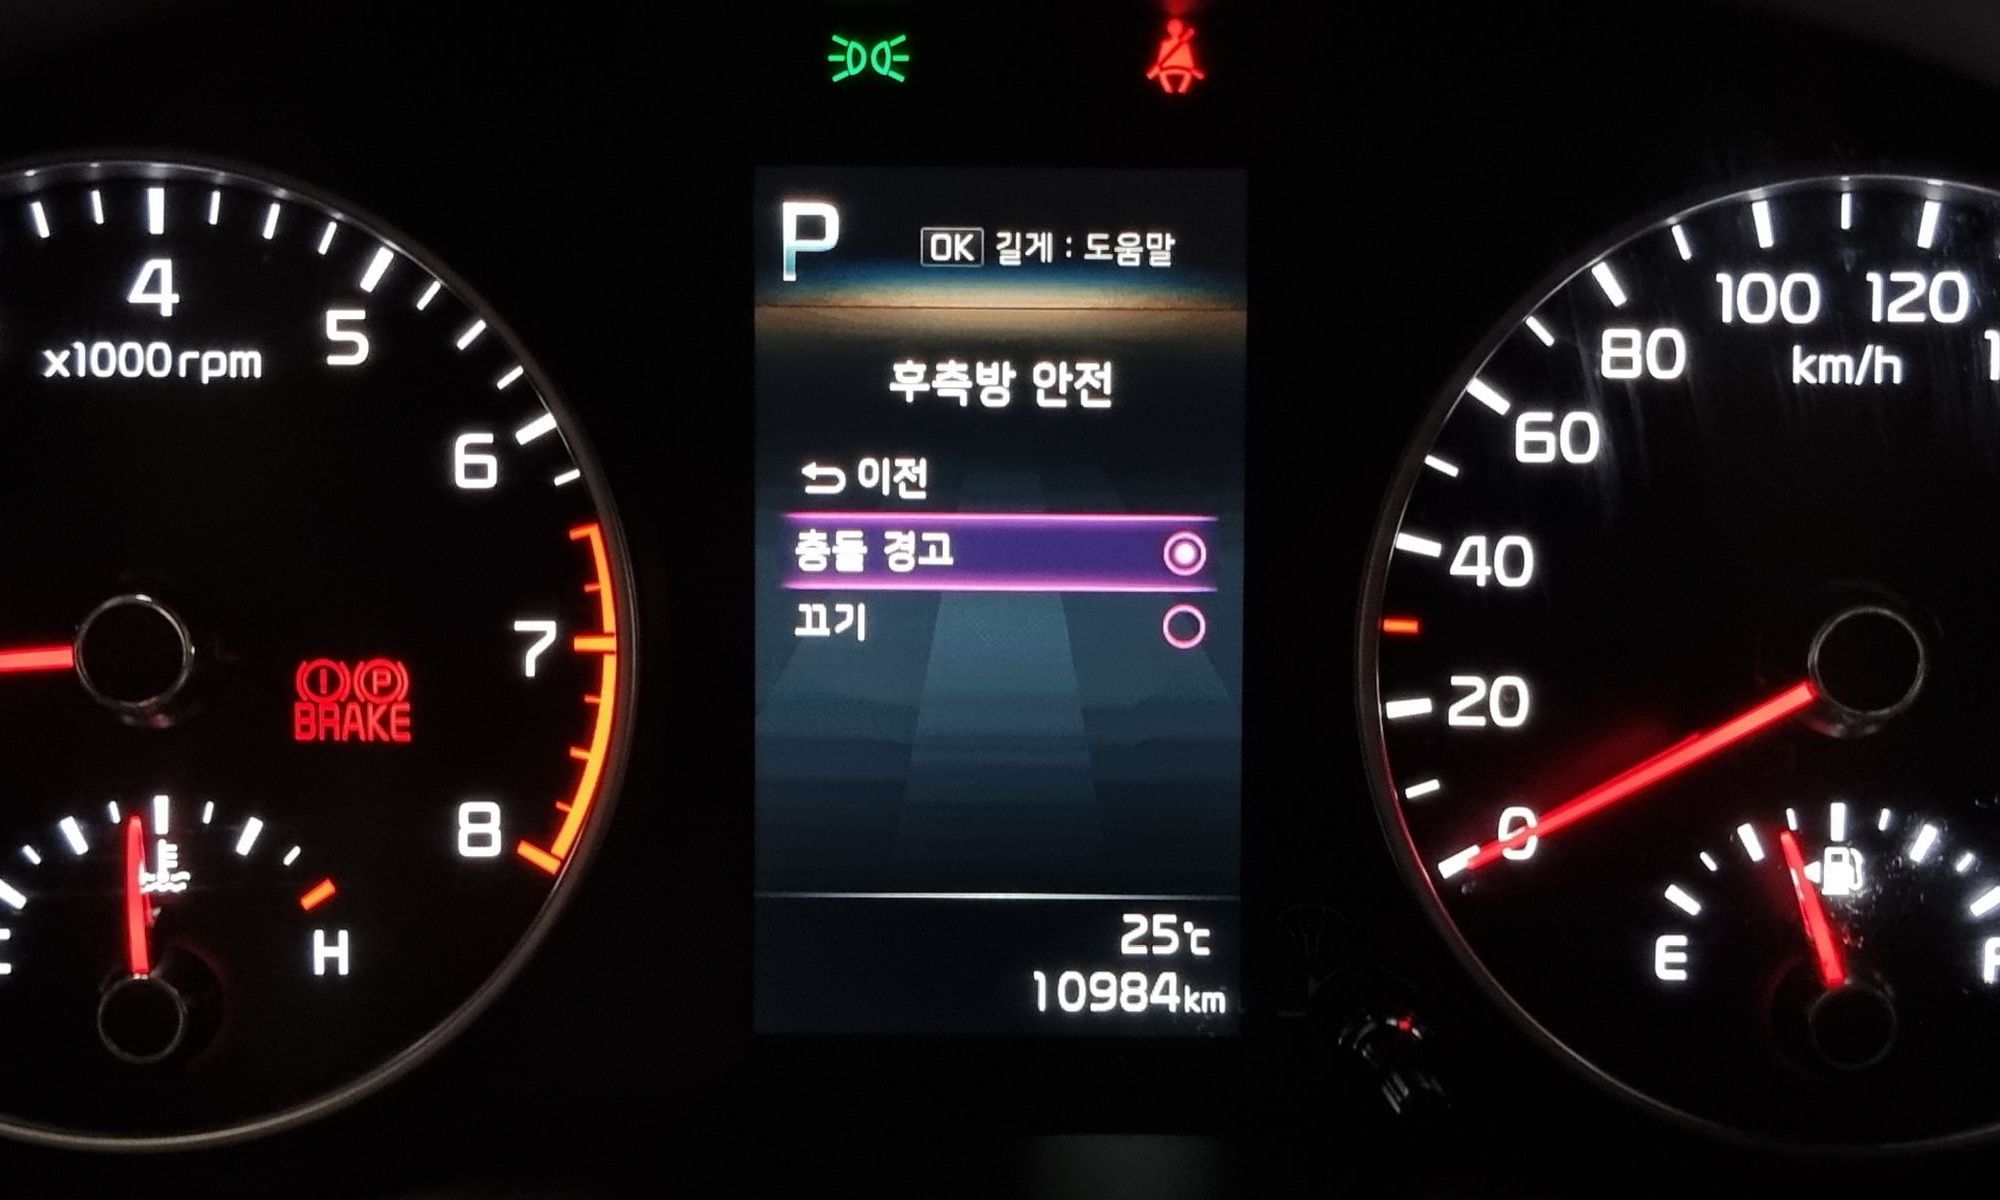 P
OK 길게 : 도움말
후측방 안전
이전
충돌 경고
끄기
25℃
10984km
4
5
x1000rpm
6
7
8
BRAKE
P
H
100
120
80
km/h
60
40
20
0
E